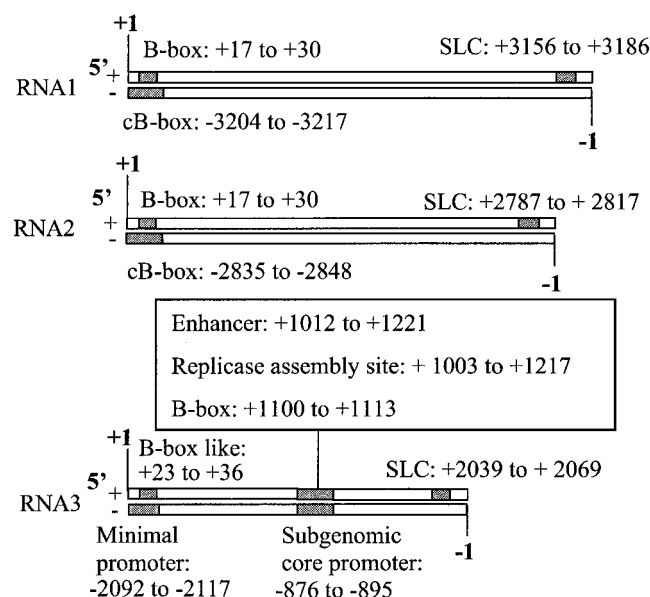 +1
B-box: +17 to +30
SLC: +3156 to +3186
5’
+
RNA1
-
cB-box: -3204 to -3217
-1
+1
B-box: +17 to +30
SLC: +2787 to + 2817
5’
+
RNA2
-
cB-box: -2835 to -2848
-1
Enhancer: +1012 to +1221
Replicase assembly site: + 1003 to +1217
B-box: +1100 to +1113
+1
B-box like:
+23 to +36
SLC: +2039 to + 2069
5’
+
RNA3
-
Minimal
promoter:
-2092 to -2117
Subgenomic
core promoter:
-876 to -895
-1